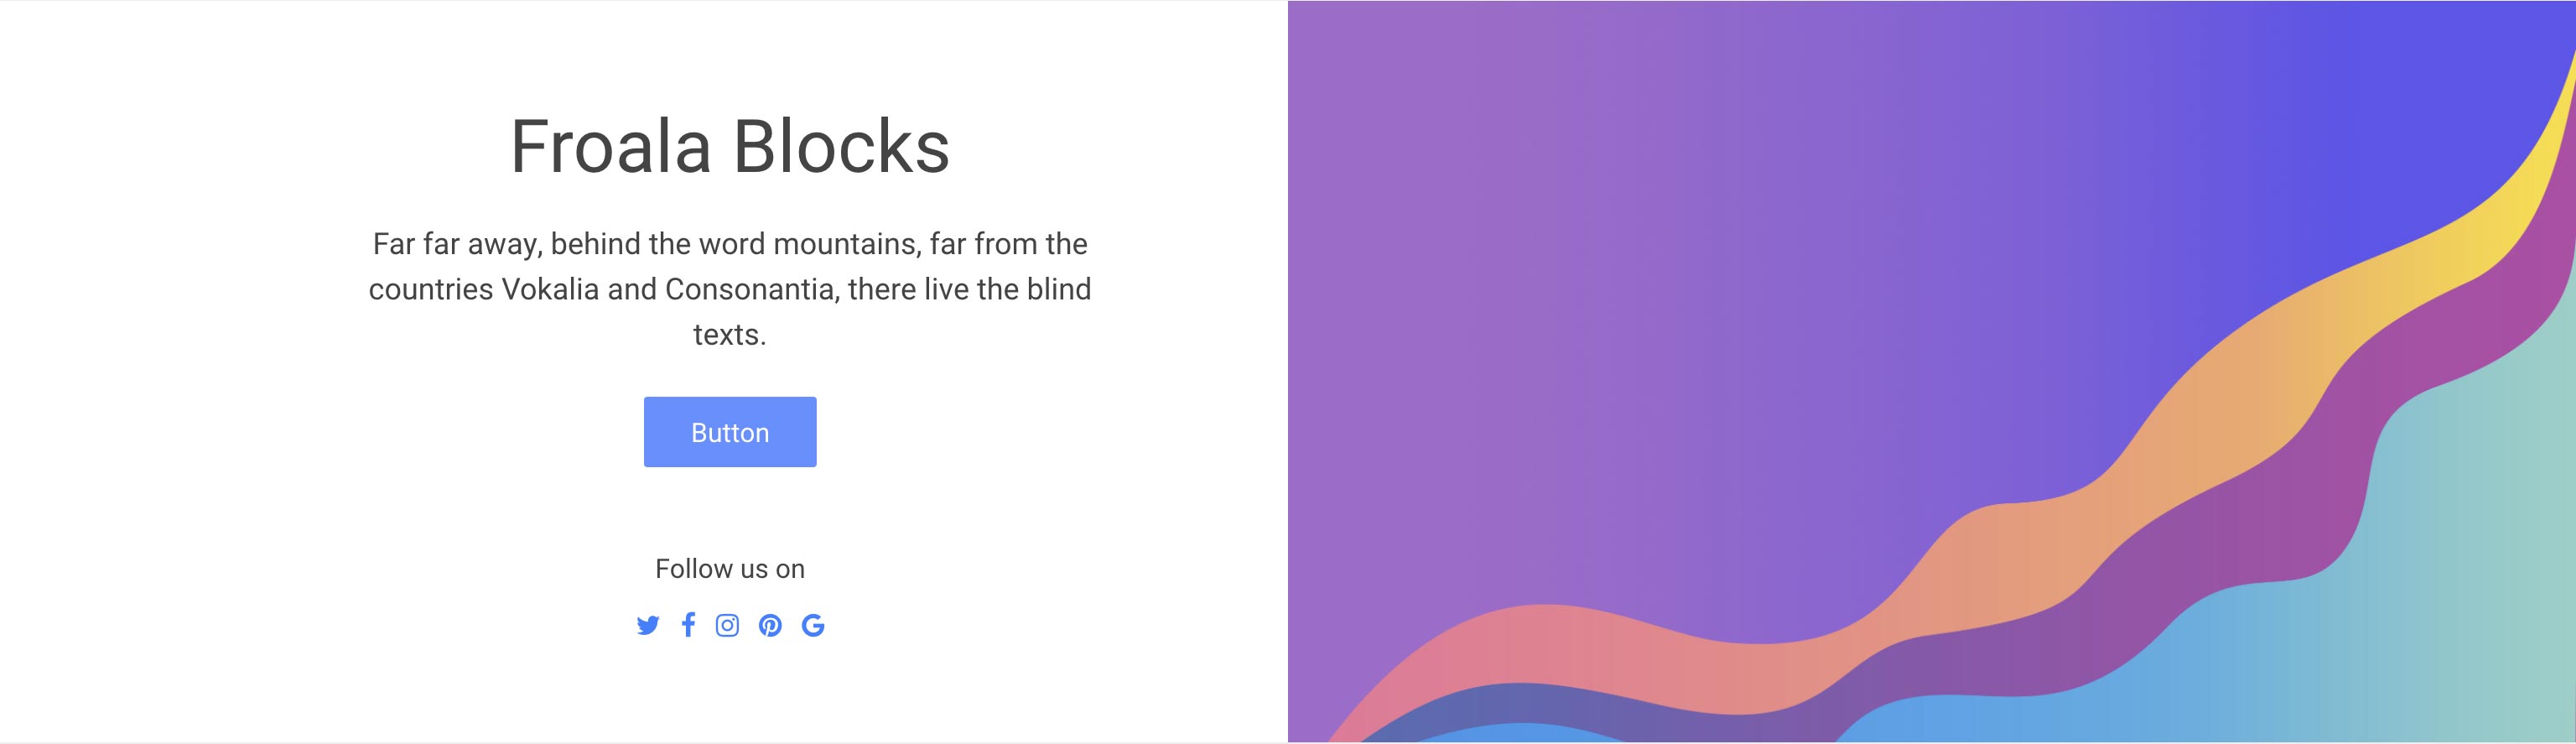 Froala Blocks
Far far away, behind the word mountains, far from the
countries Vokalia and Consonantia, there live the blind
texts.
Button
Follow us on